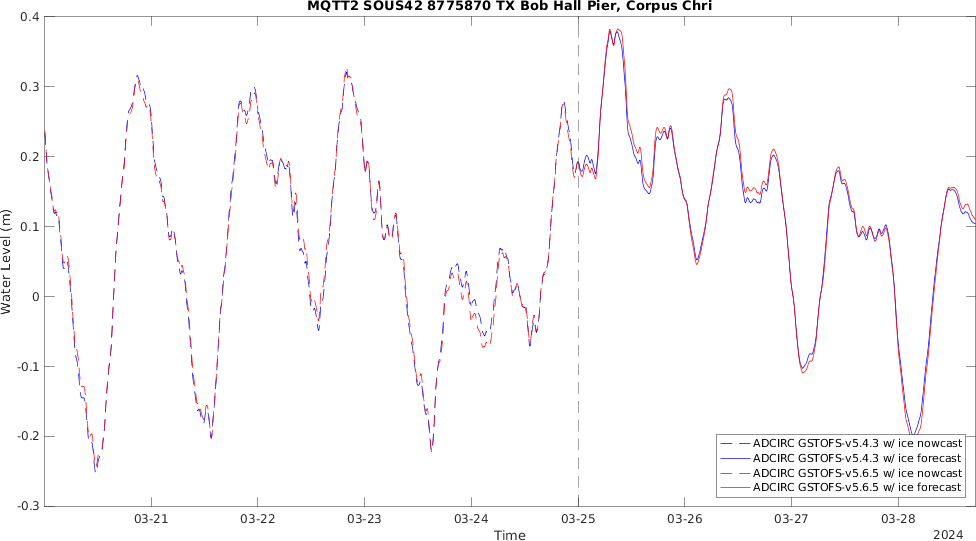 MQTT2 SOUS42 8775870 TX Bob Hall Pier, Corpus Chri
0.4
0.3
0.2
0.1
0
-0.1
-0.2
-0.3
Water Level (m)
03-21
03-22
03-23
03-24
03-25
03-26
03-27
03-28
Time
2024
ADCIRC GSTOFS-v5.4.3 w/ ice nowcast
ADCIRC GSTOFS-v5.4.3 w/ ice forecast
ADCIRC GSTOFS-v5.6.5 w/ ice nowcast
ADCIRC GSTOFS-v5.6.5 w/ ice forecast